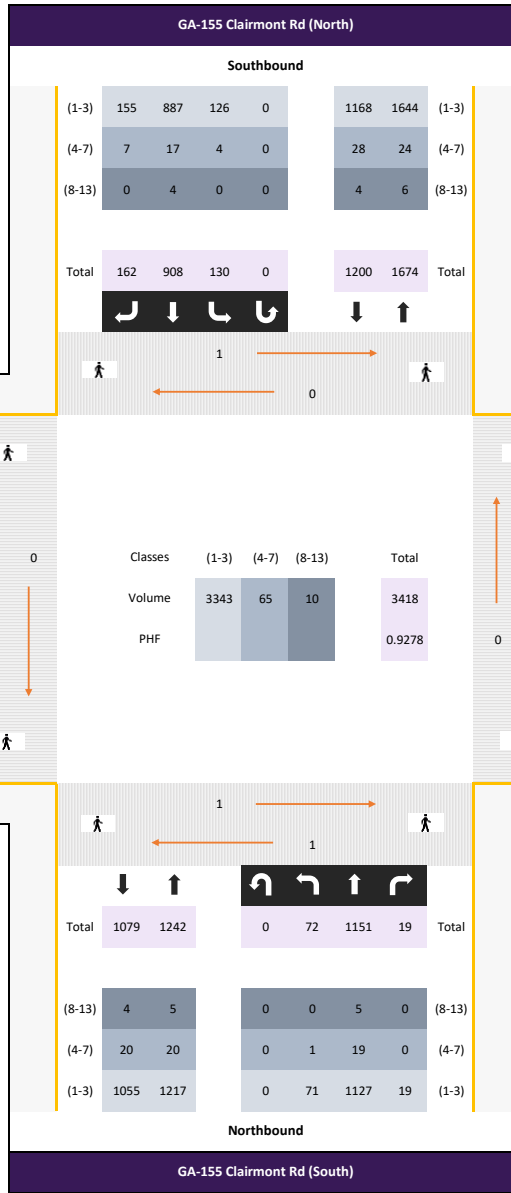 GA-155 Clairmont Rd (North)
Southbound
(1-3) 155 887 126 0 1168 1644 (1-3)
(4-7) 7 17 4 0 28 24 (4-7)
(8-13) 0 4 0 0 4 6 (8-13)
Total 162 908 130 0 1200 1674 Total
1
0
0
Classes (1-3) (4-7) (8-13) Total
Volume 3343 65 10 3418
PHF 0.9278
0
1
1
Total 1079 1242 0 72 1151 19 Total
(8-13) 4 5 0 0 5 0 (8-13)
(4-7) 20 20 0 1 19 0 (4-7)
(1-3) 1055 1217 0 71 1127 19 (1-3)
Northbound
GA-155 Clairmont Rd (South)